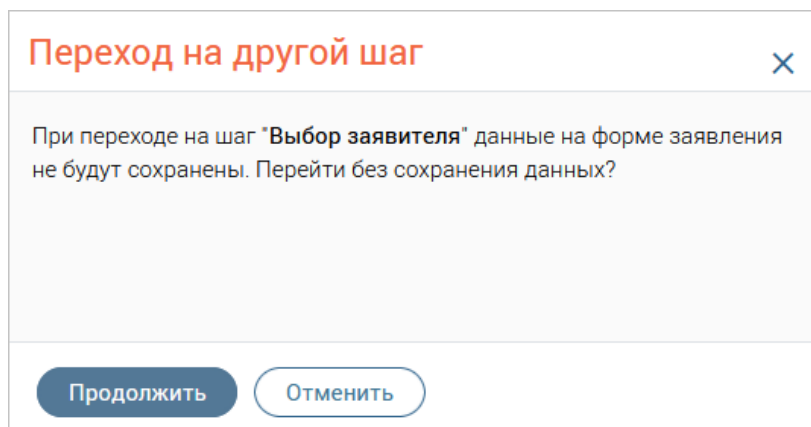 Переход на другой шаг
При переходе на шаг "Выбор заявителя" данные на форме заявления
не будут сохранены. Перейти без сохранения данных?
Продолжить
Отменить